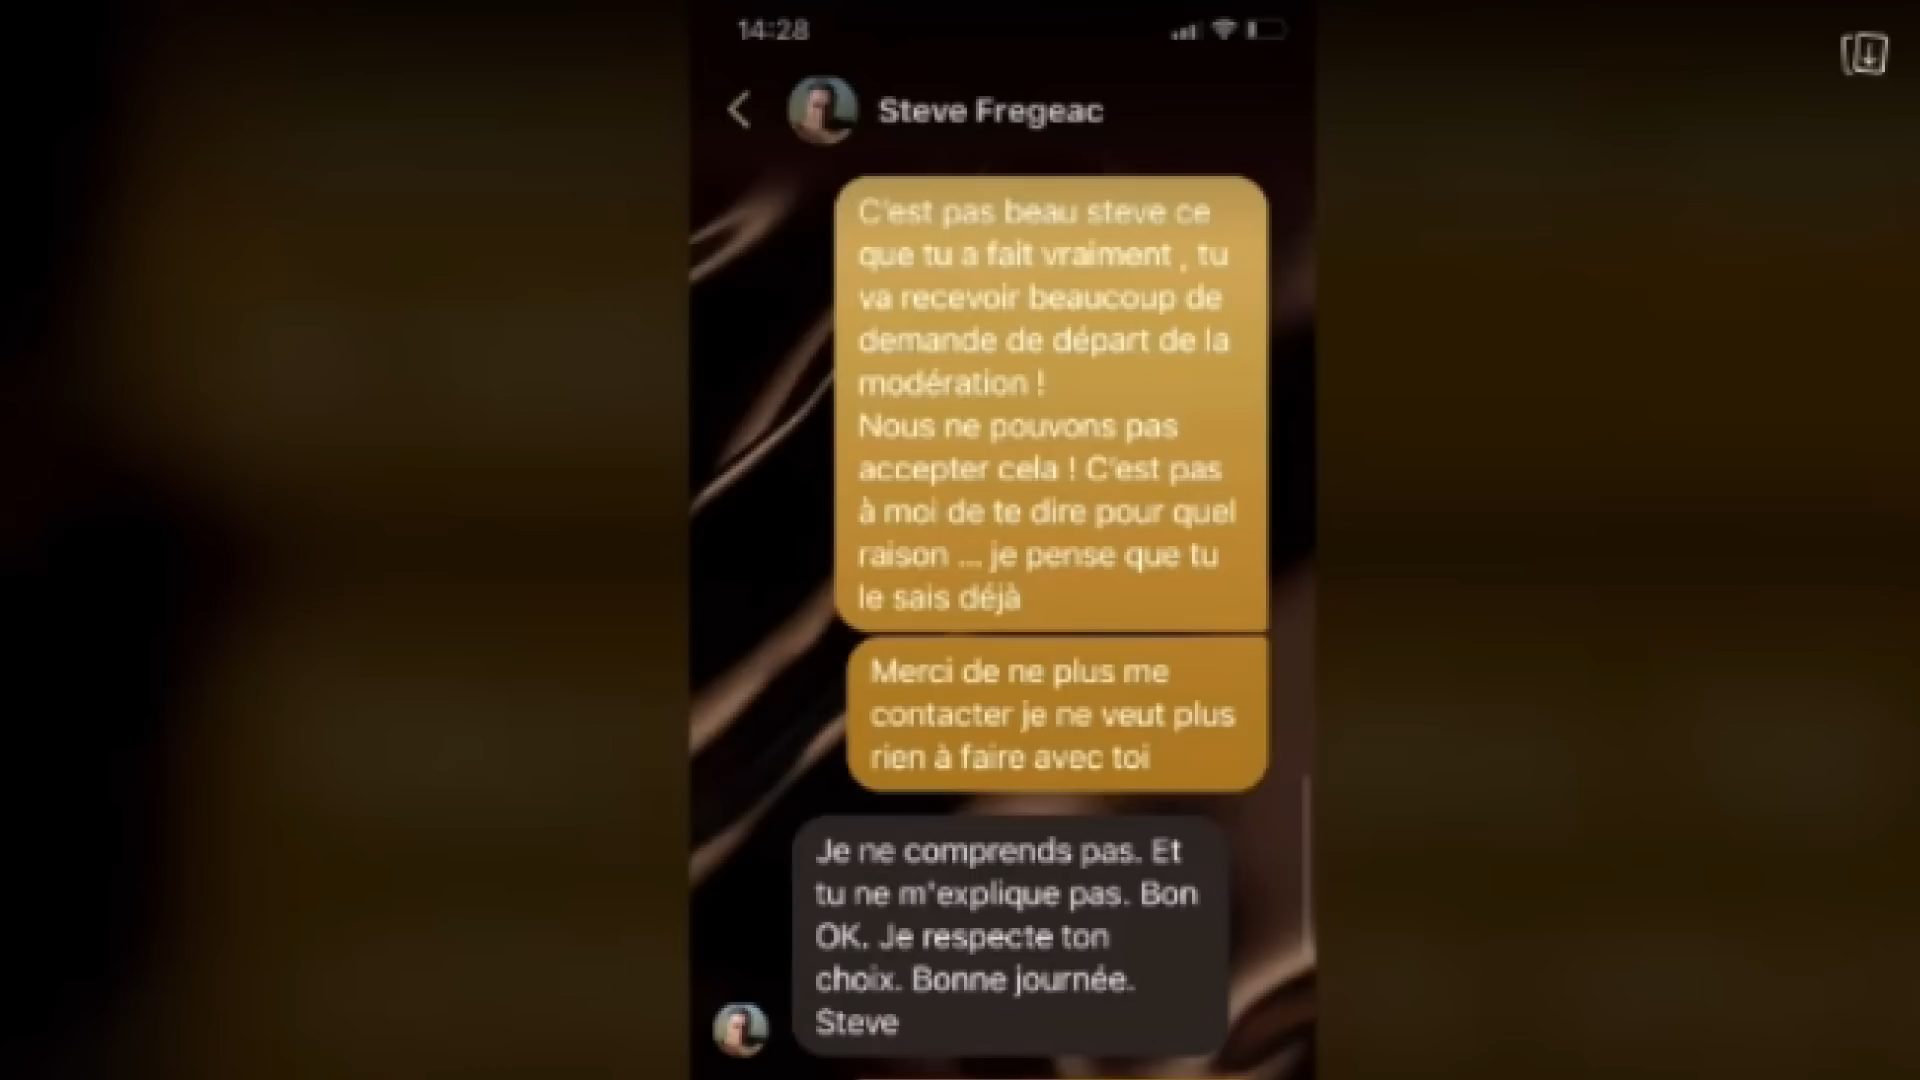 14:28
Steve Fregeac
C'est pas beau steve ce
que tu a fait vraiment , tu
va recevoir beaucoup de
demande de départ de la
modération !
Nous ne pouvons pas
accepter cela ! C'est pas
à moi de te dire pour quel
raison ... je pense que tu
le sais déjà
Merci de ne plus me
contacter je ne veut plus
rien à faire avec toi
Je ne comprends pas. Et
tu ne m'explique pas. Bon
OK. Je respecte ton
choix. Bonne journée.
Steve